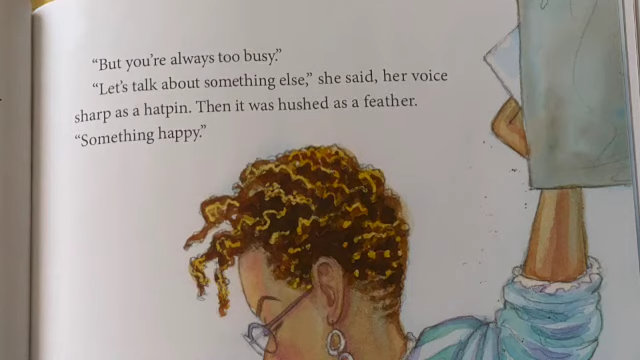 “But you’re always too busy.”
“Let’s talk about something else,” she said, her voice
sharp as a hatpin. Then it was hushed as a feather.
“Something happy.”